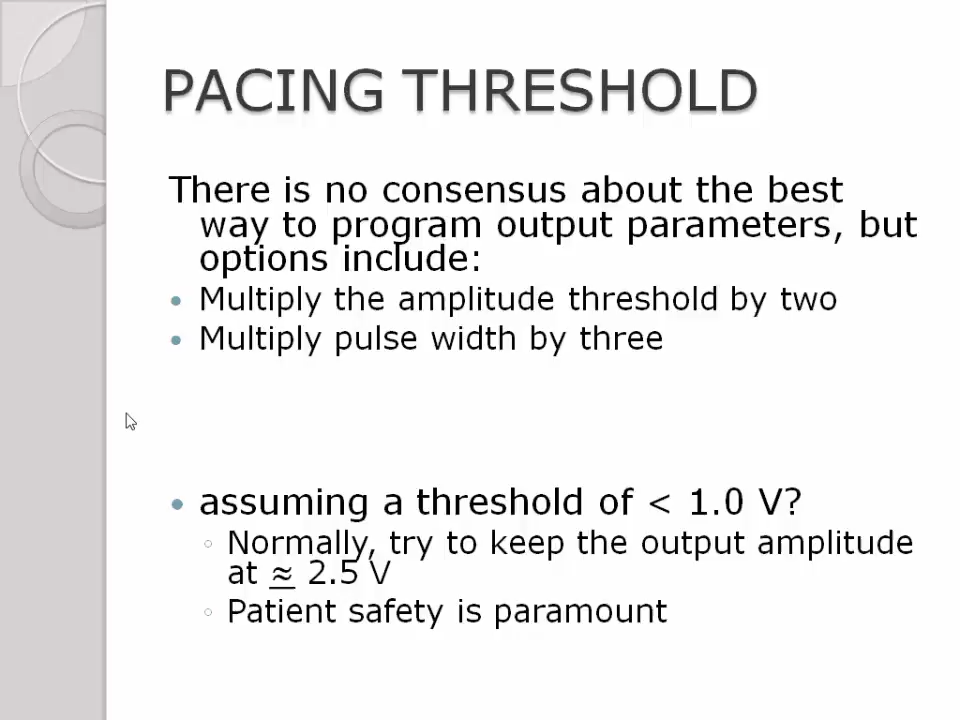 PACING THRESHOLD
There is no consensus about the best
way to program output parameters, but
options include:
• Multiply the amplitude threshold by two
• Multiply pulse width by three
• assuming a threshold of < 1.0 V?
◦ Normally, try to keep the output amplitude
at ≈ 2.5 V
◦ Patient safety is paramount